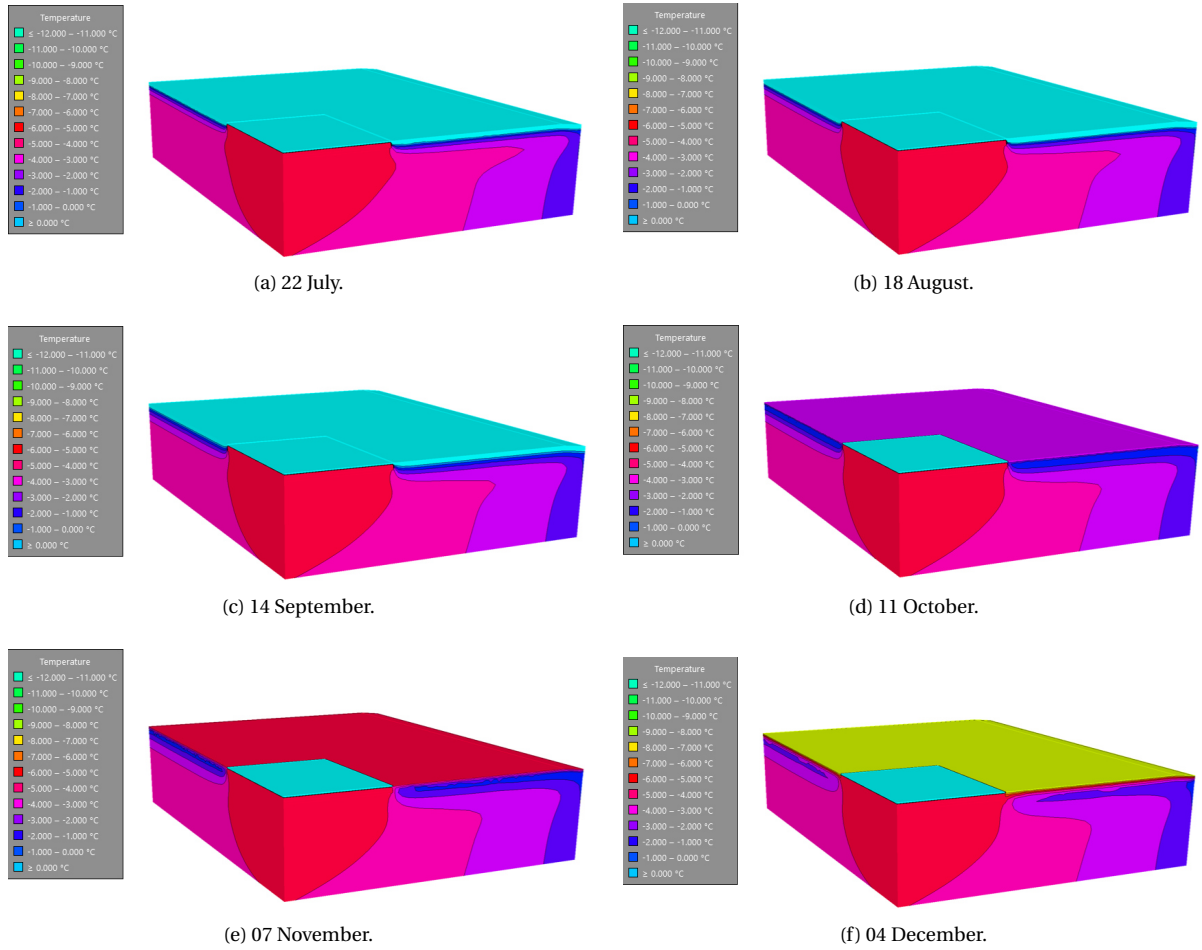 Temperature
≤ -12.000 – -11.000 °C
-11.000 – -10.000 °C
-10.000 – -9.000 °C
-9.000 – -8.000 °C
-8.000 – -7.000 °C
-7.000 – -6.000 °C
-6.000 – -5.000 °C
-5.000 – -4.000 °C
-4.000 – -3.000 °C
-3.000 – -2.000 °C
-2.000 – -1.000 °C
-1.000 – 0.000 °C
≥ 0.000 °C
(a) 22 July.
Temperature
≤ -12.000 – -11.000 °C
-11.000 – -10.000 °C
-10.000 – -9.000 °C
-9.000 – -8.000 °C
-8.000 – -7.000 °C
-7.000 – -6.000 °C
-6.000 – -5.000 °C
-5.000 – -4.000 °C
-4.000 – -3.000 °C
-3.000 – -2.000 °C
-2.000 – -1.000 °C
-1.000 – 0.000 °C
≥ 0.000 °C
(b) 18 August.
Temperature
≤ -12.000 – -11.000 °C
-11.000 – -10.000 °C
-10.000 – -9.000 °C
-9.000 – -8.000 °C
-8.000 – -7.000 °C
-7.000 – -6.000 °C
-6.000 – -5.000 °C
-5.000 – -4.000 °C
-4.000 – -3.000 °C
-3.000 – -2.000 °C
-2.000 – -1.000 °C
-1.000 – 0.000 °C
≥ 0.000 °C
(c) 14 September.
Temperature
≤ -12.000 – -11.000 °C
-11.000 – -10.000 °C
-10.000 – -9.000 °C
-9.000 – -8.000 °C
-8.000 – -7.000 °C
-7.000 – -6.000 °C
-6.000 – -5.000 °C
-5.000 – -4.000 °C
-4.000 – -3.000 °C
-3.000 – -2.000 °C
-2.000 – -1.000 °C
-1.000 – 0.000 °C
≥ 0.000 °C
(d) 11 October.
Temperature
≤ -12.000 – -11.000 °C
-11.000 – -10.000 °C
-10.000 – -9.000 °C
-9.000 – -8.000 °C
-8.000 – -7.000 °C
-7.000 – -6.000 °C
-6.000 – -5.000 °C
-5.000 – -4.000 °C
-4.000 – -3.000 °C
-3.000 – -2.000 °C
-2.000 – -1.000 °C
-1.000 – 0.000 °C
≥ 0.000 °C
(e) 07 November.
Temperature
≤ -12.000 – -11.000 °C
-11.000 – -10.000 °C
-10.000 – -9.000 °C
-9.000 – -8.000 °C
-8.000 – -7.000 °C
-7.000 – -6.000 °C
-6.000 – -5.000 °C
-5.000 – -4.000 °C
-4.000 – -3.000 °C
-3.000 – -2.000 °C
-2.000 – -1.000 °C
-1.000 – 0.000 °C
≥ 0.000 °C
(f) 04 December.